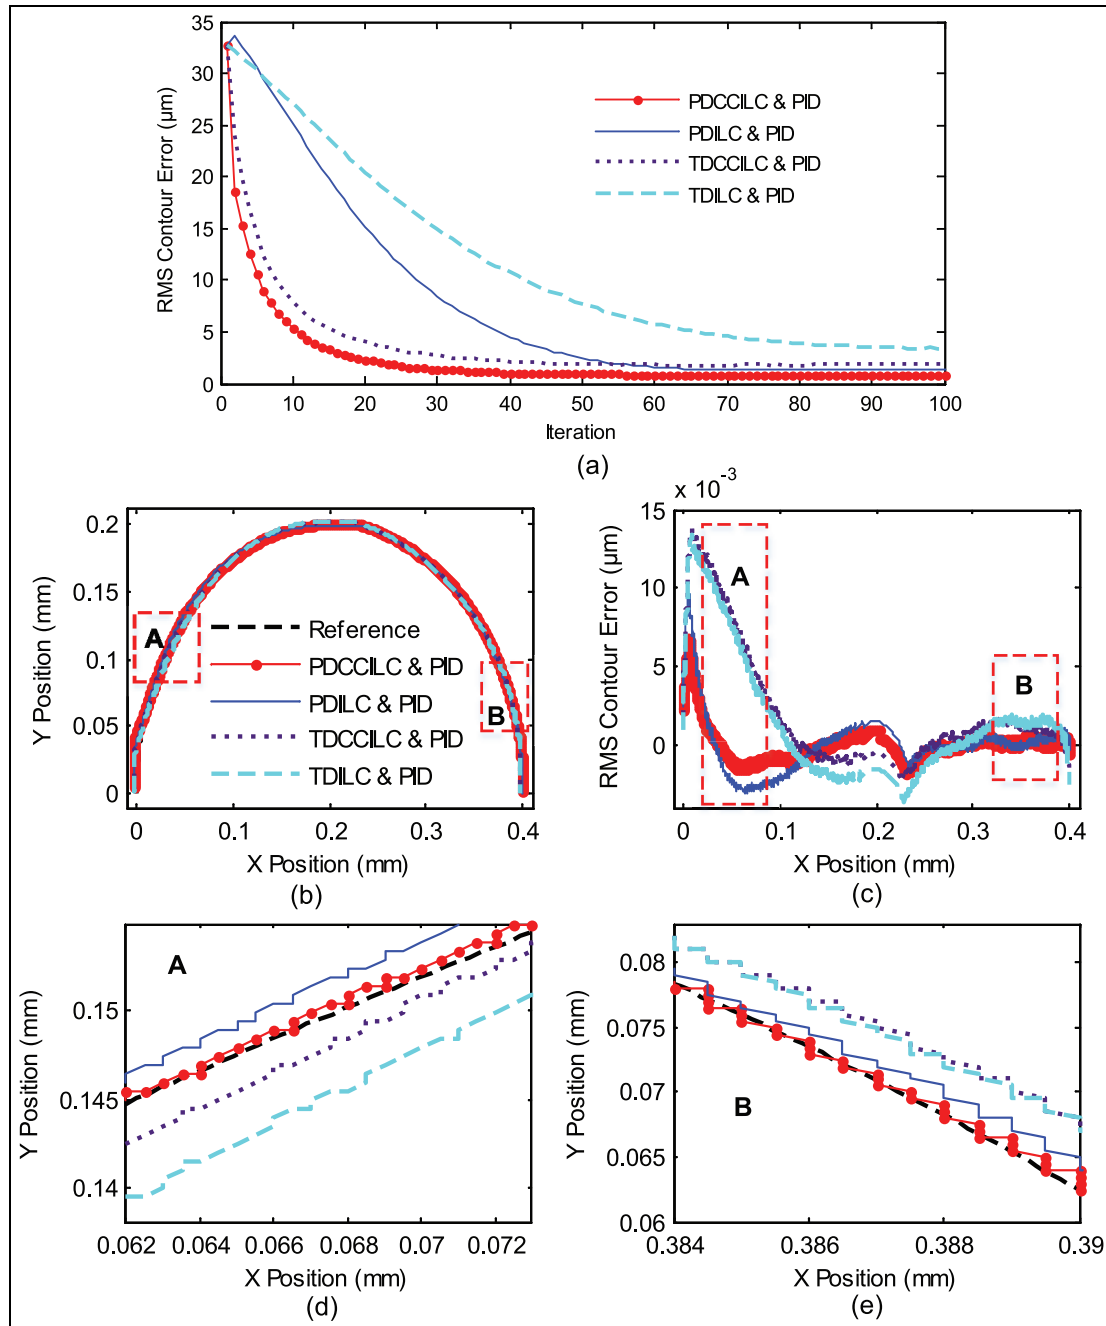 35
30
25
20
15
10
5
0
RMS Contour Error (µm)
PDCCILC & PID
PDILC & PID
TDCCILC & PID
TDILC & PID
0 10 20 30 40 50 60 70 80 90 100
Iteration
(a)
0.2
0.15
0.1
0.05
0
Y Position (mm)
A
B
Reference
PDCCILC & PID
PDILC & PID
TDCCILC & PID
TDILC & PID
0 0.1 0.2 0.3 0.4
X Position (mm)
(b)
x 10⁻³
15
10
5
0
RMS Contour Error (µm)
A
B
0 0.1 0.2 0.3 0.4
X Position (mm)
(c)
A
0.15
0.145
0.14
Y Position (mm)
0.062 0.064 0.066 0.068 0.07 0.072
X Position (mm)
(d)
0.08
0.075
0.07
0.065
0.06
Y Position (mm)
B
0.384 0.386 0.388 0.39
X Position (mm)
(e)